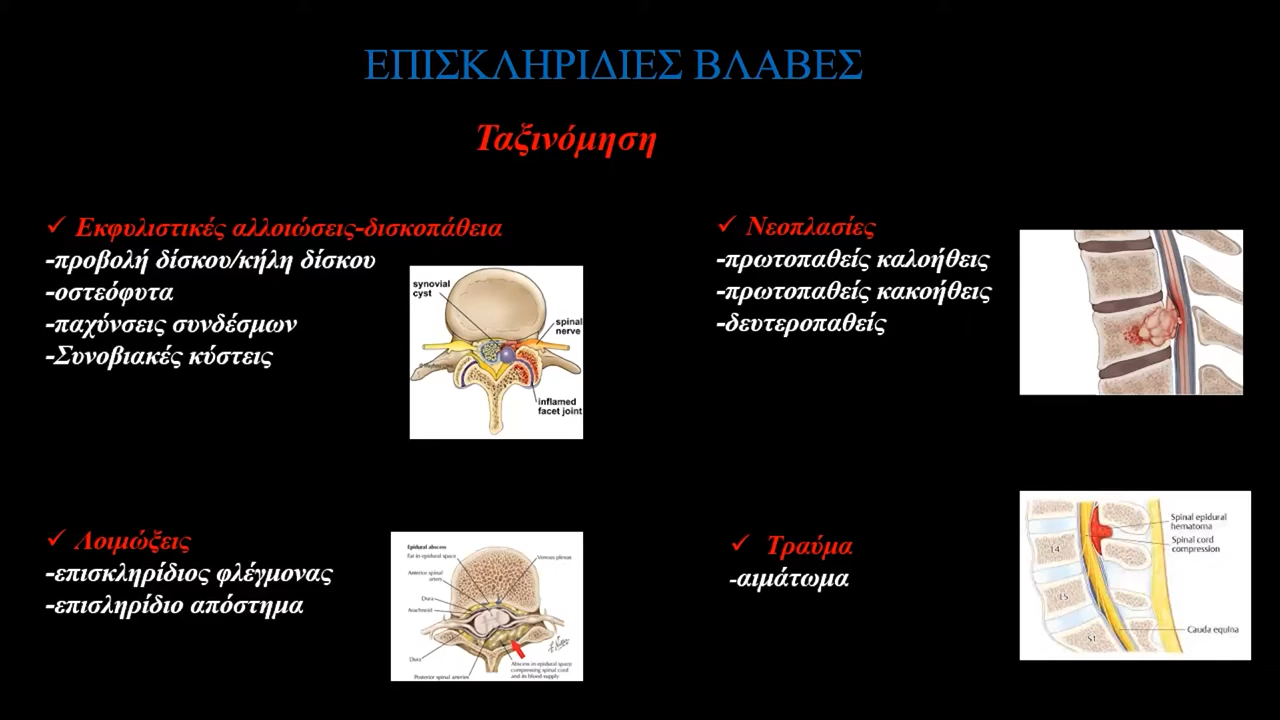 ΕΠΙΣΚΛΗΡΙΔΙΕΣ ΒΛΑΒΕΣ
Ταξινόμηση
✓ Εκφυλιστικές αλλοιώσεις-δισκοπάθεια
-προβολή δίσκου/κήλη δίσκου
-οστεόφυτα
-παχύνσεις συνδέσμων
-Συνοβιακές κύστεις
synovial
cyst
spinal
nerve
inflamed
facet joint
✓ Νεοπλασίες
-πρωτοπαθείς καλοήθεις
-πρωτοπαθείς κακοήθεις
-δευτεροπαθείς
✓ Λοιμώξεις
-επισκληρίδιος φλέγμονας
-επισληρίδιο απόστημα
Epidural abscess
Fat in epidural space
Venous plexus
Anterior spinal
artery
Dura
Arachnoid
Dura
Posterior spinal arteries
Abscess in epidural space
compressing spinal cord
and its blood supply
✓ Τραύμα
-αιμάτωμα
Spinal epidural
hematoma
Spinal cord
compression
L4
L5
S1
Cauda equina